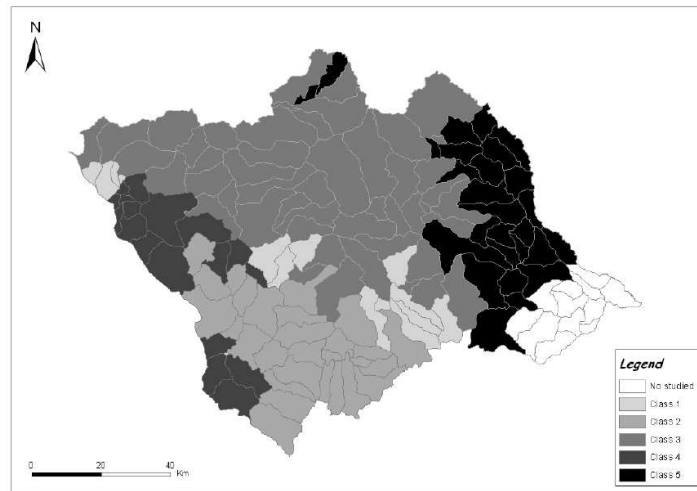 N
Legend
No studied
Class 1
Class 2
Class 3
Class 4
Class 5
0 20 40
Km